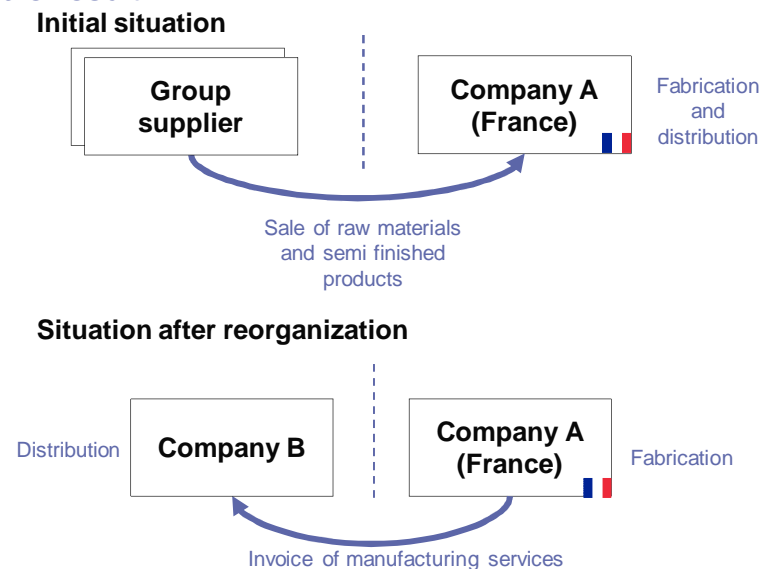 Initial situation
Group
supplier
Company A
(France)
Fabrication
and
distribution
Sale of raw materials
and semi finished
products
Situation after reorganization
Distribution
Company B
Company A
(France)
Fabrication
Invoice of manufacturing services